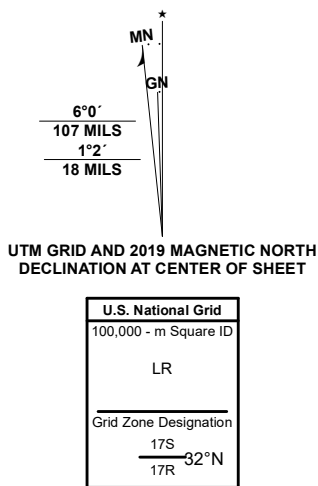 ★
MN
GN
6°0´
107 MILS
1°2´
18 MILS
UTM GRID AND 2019 MAGNETIC NORTH
DECLINATION AT CENTER OF SHEET
U.S. National Grid
100,000 - m Square ID
LR
Grid Zone Designation
17S
32°N
17R